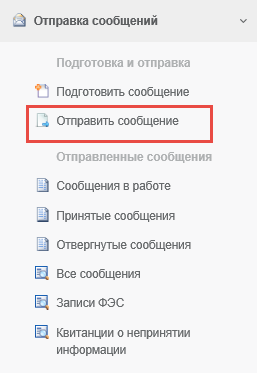 Отправка сообщений
Подготовка и отправка
Подготовить сообщение
Отправить сообщение
Отправленные сообщения
Сообщения в работе
Принятые сообщения
Отвергнутые сообщения
Все сообщения
Записи ФЭС
Квитанции о непринятии
информации